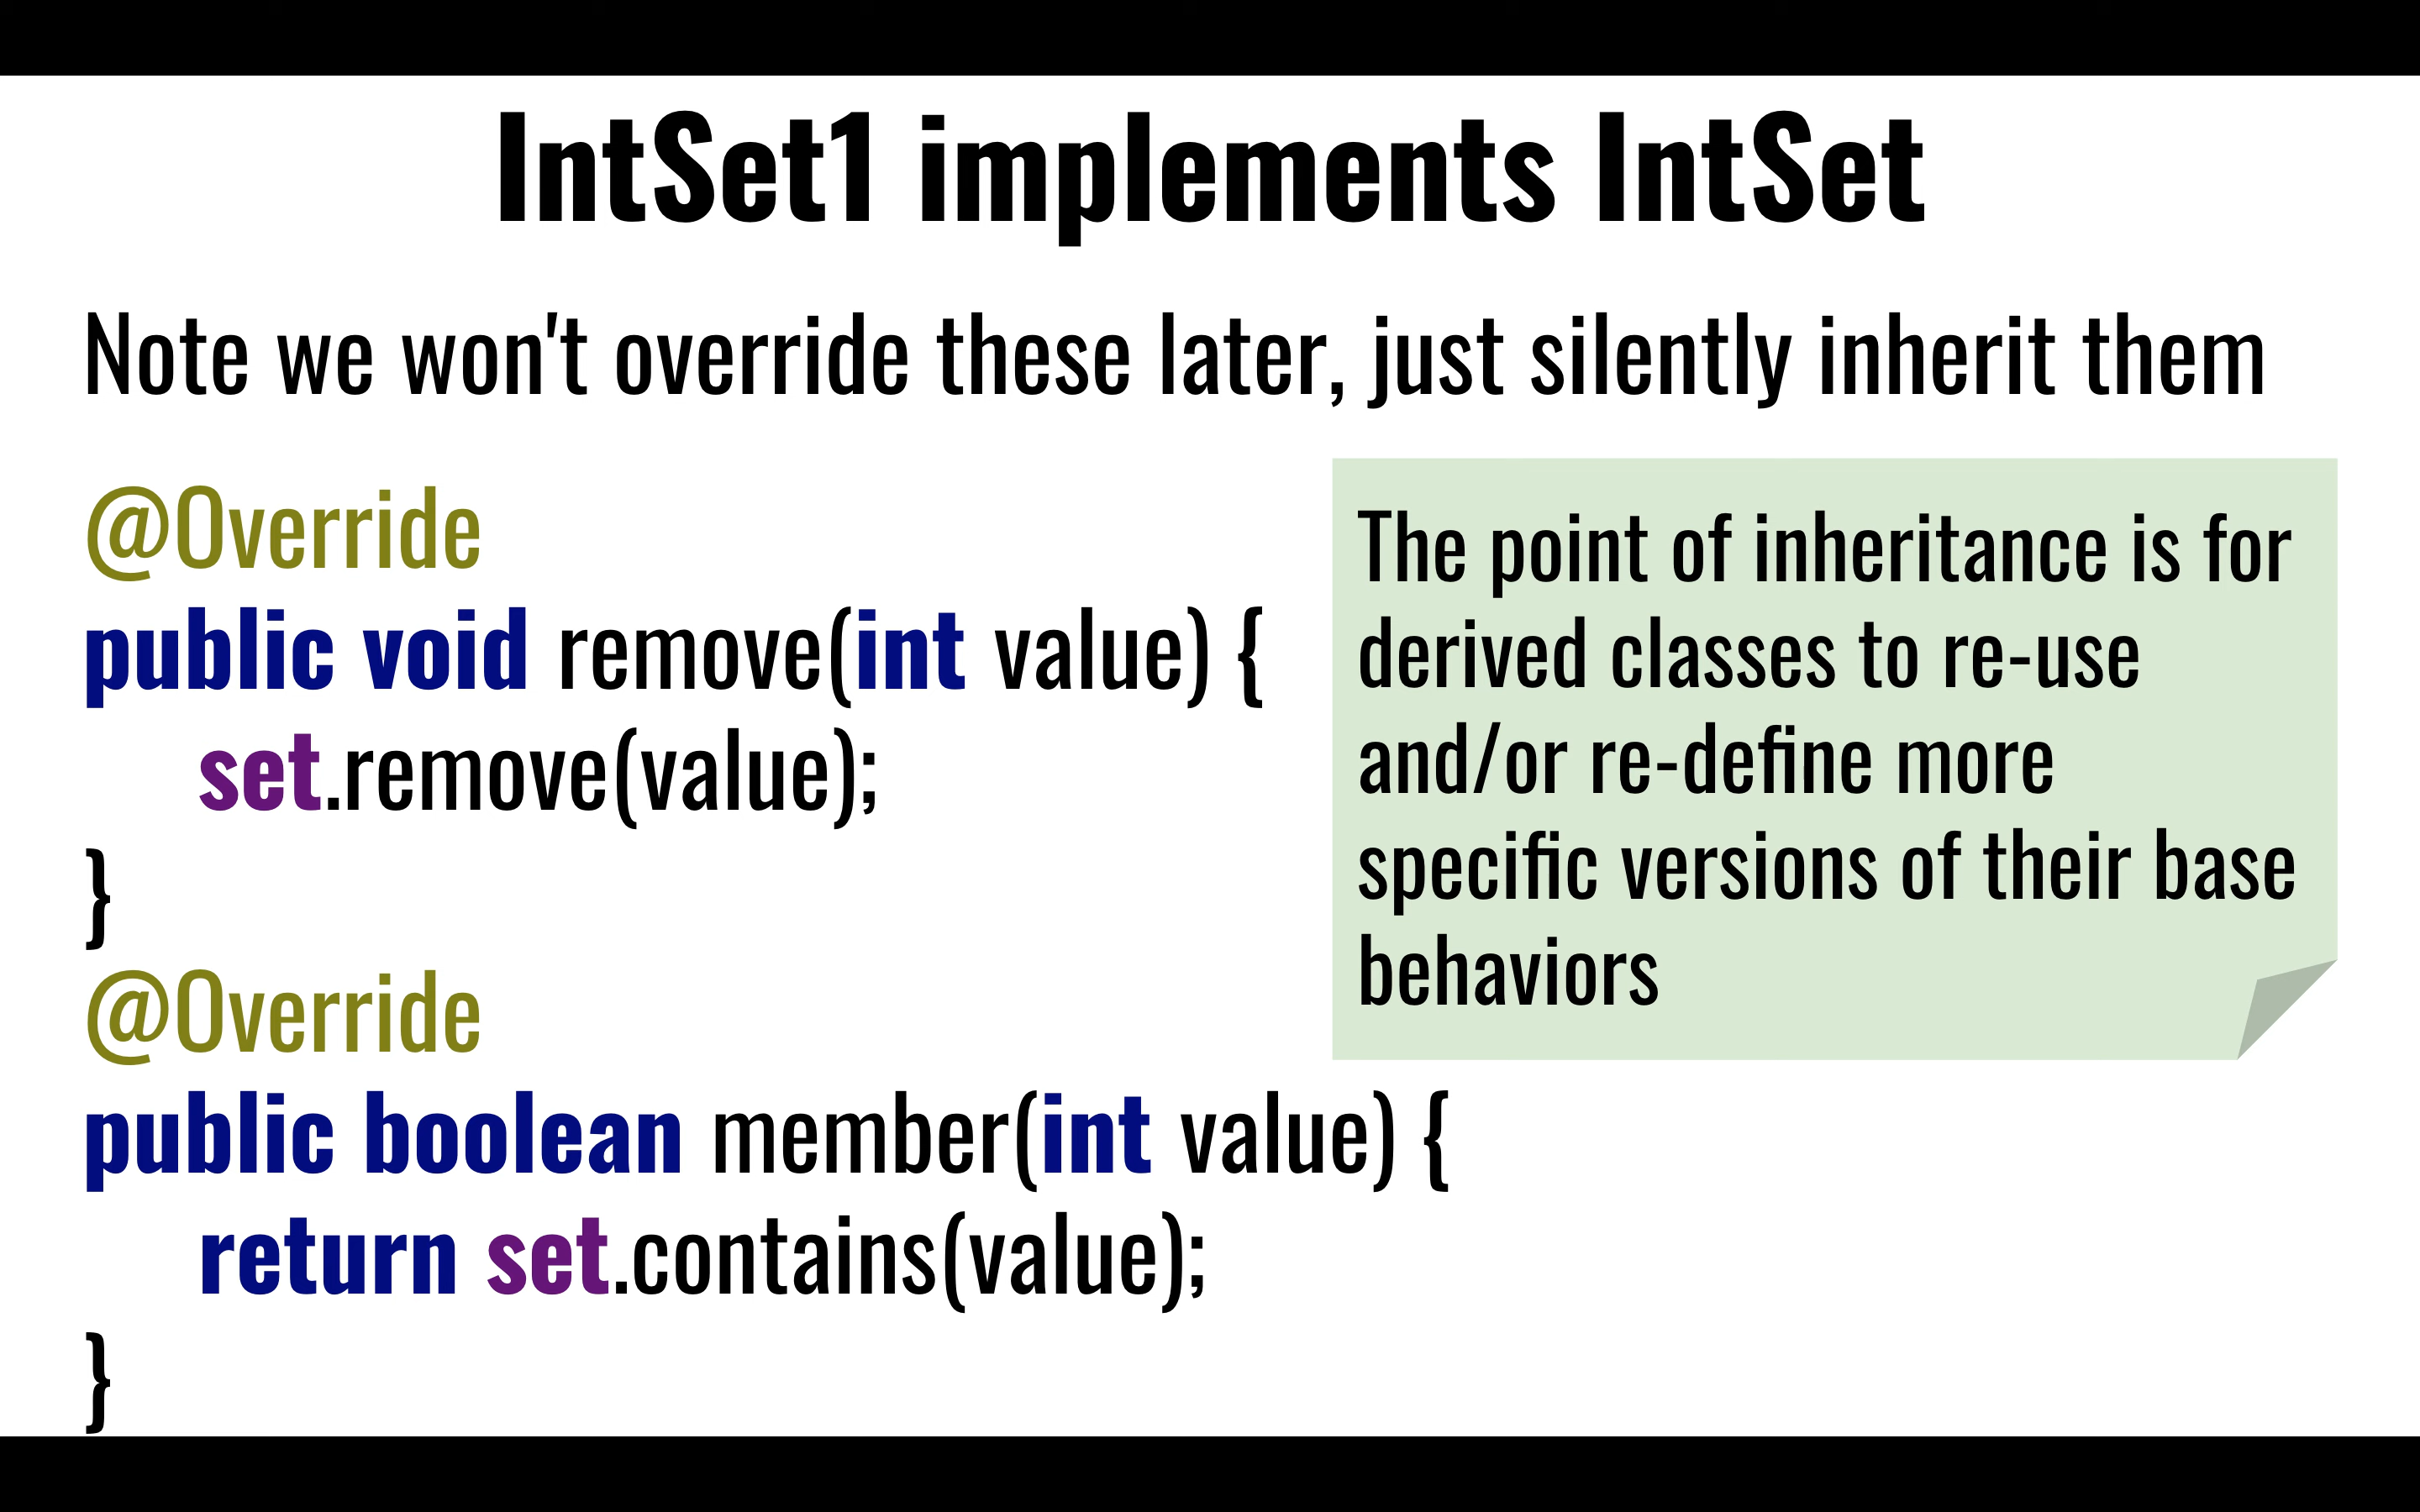 IntSet1 implements IntSet
Note we won't override these later, just silently inherit them
@Override
public void remove(int value) {
set.remove(value);
}
@Override
public boolean member(int value) {
return set.contains(value);
}
The point of inheritance is for
derived classes to re-use
and/or re-define more
specific versions of their base
behaviors